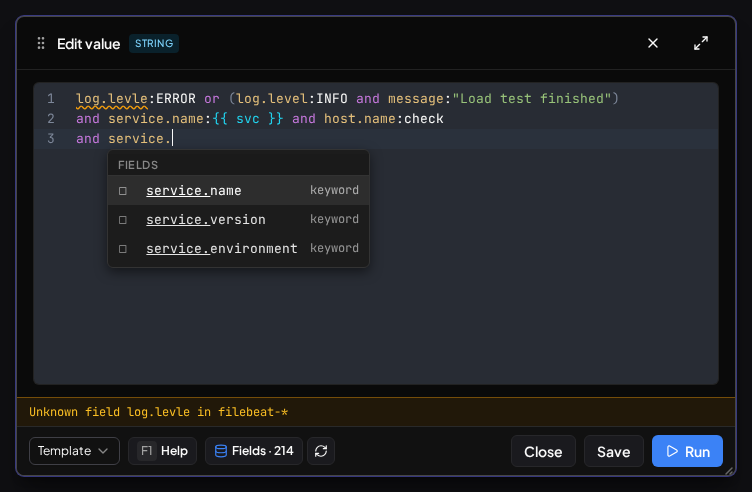 Edit value STRING
1 log.levle:ERROR or (log.level:INFO and message:"Load test finished")
2 and service.name:{{ svc }} and host.name:check
3 and service.
FIELDS
service.name keyword
service.version keyword
service.environment keyword
Unknown field log.levle in filebeat-*
Template F1 Help Fields · 214 Close Save Run